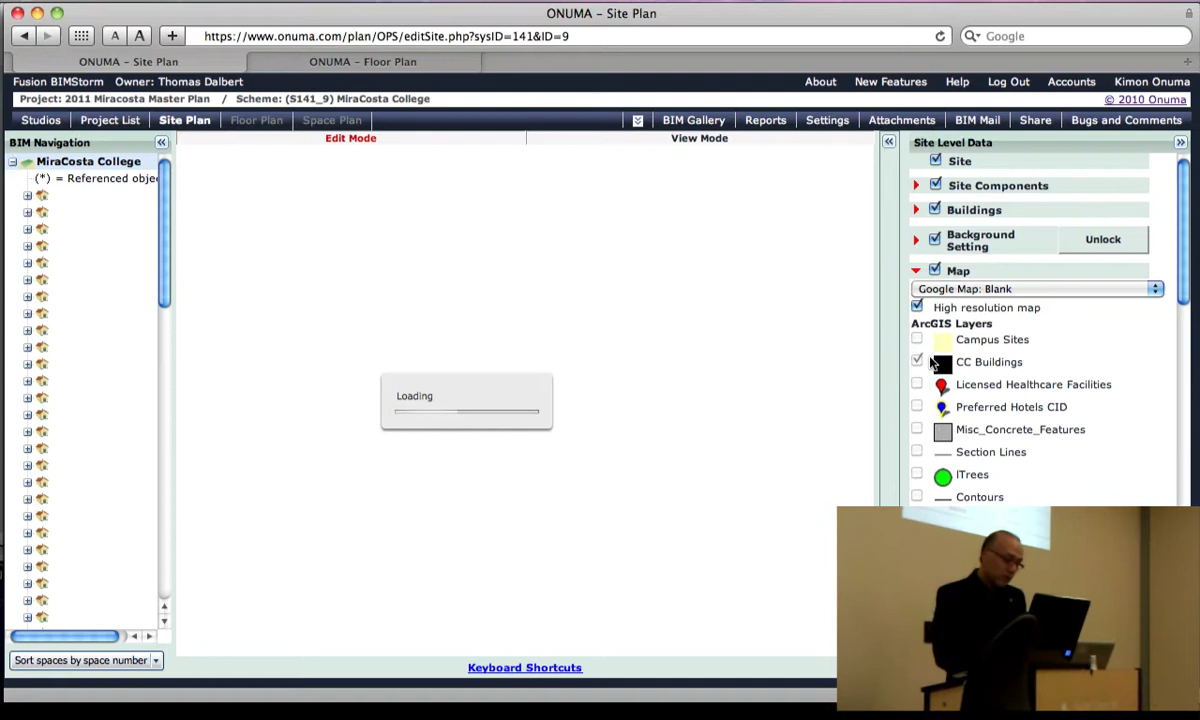 ONUMA – Site Plan
A
A
+
https://www.onuma.com/plan/OPS/editSite.php?sysID=141&ID=9
Google
ONUMA – Site Plan
ONUMA – Floor Plan
Fusion BIMStorm Owner: Thomas Dalbert
About New Features Help Log Out Accounts Kimon Onuma
Project: 2011 Miracosta Master Plan / Scheme: (S141_9) MiraCosta College
© 2010 Onuma
Studios Project List Site Plan Floor Plan Space Plan
BIM Gallery Reports Settings Attachments BIM Mail Share Bugs and Comments
BIM Navigation
MiraCosta College
(*) = Referenced obje
Sort spaces by space number
Edit Mode
View Mode
Loading
Keyboard Shortcuts
Site Level Data
Site
Site Components
Buildings
Background
Setting
Unlock
Map
Google Map: Blank
High resolution map
ArcGIS Layers
Campus Sites
CC Buildings
Licensed Healthcare Facilities
Preferred Hotels CID
Misc_Concrete_Features
Section Lines
lTrees
Contours